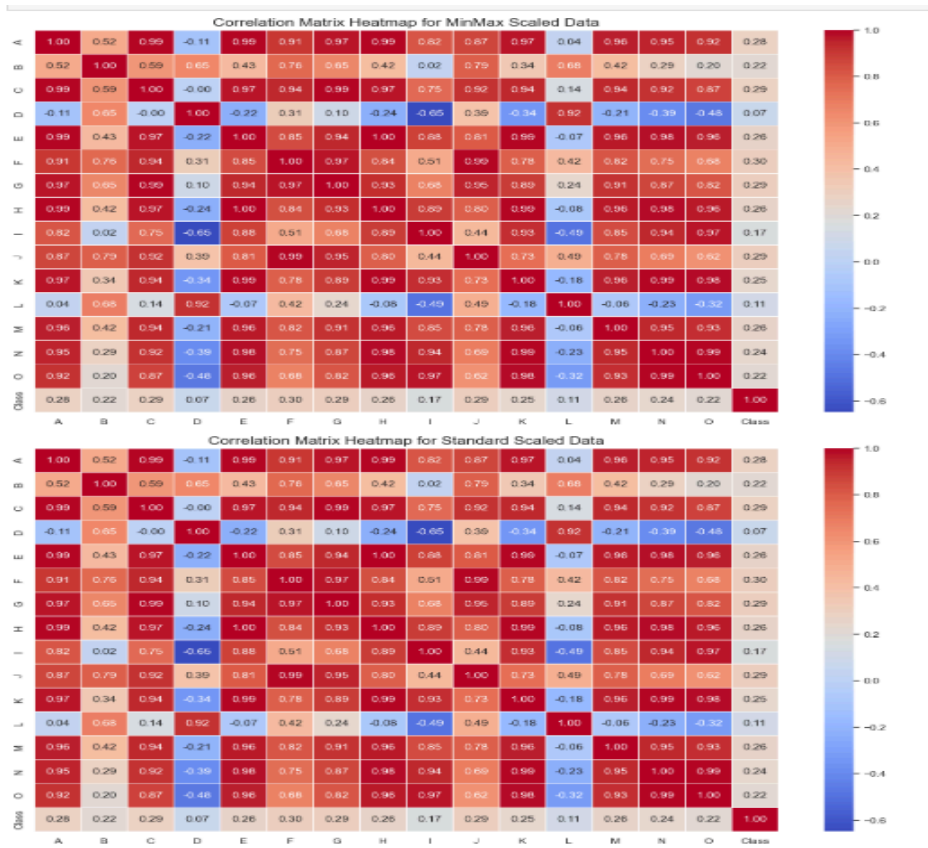 Correlation Matrix Heatmap for MinMax Scaled Data
A 1.00 0.52 0.99 -0.11 0.99 0.91 0.97 0.99 0.82 0.87 0.97 0.04 0.96 0.95 0.92 0.28
B 0.52 1.00 0.59 0.65 0.43 0.76 0.65 0.42 0.02 0.79 0.34 0.68 0.42 0.29 0.20 0.22
C 0.99 0.59 1.00 -0.00 0.97 0.94 0.99 0.97 0.75 0.92 0.94 0.14 0.94 0.92 0.87 0.29
D -0.11 0.65 -0.00 1.00 -0.22 0.31 0.10 -0.24 -0.65 0.39 -0.34 0.92 -0.21 -0.39 -0.48 0.07
E 0.99 0.43 0.97 -0.22 1.00 0.85 0.94 1.00 0.88 0.81 0.99 -0.07 0.96 0.98 0.96 0.26
F 0.91 0.76 0.94 0.31 0.85 1.00 0.97 0.84 0.51 0.99 0.78 0.42 0.82 0.75 0.68 0.30
G 0.97 0.65 0.99 0.10 0.94 0.97 1.00 0.93 0.68 0.95 0.89 0.24 0.91 0.87 0.82 0.29
H 0.99 0.42 0.97 -0.24 1.00 0.84 0.93 1.00 0.89 0.80 0.99 -0.08 0.96 0.98 0.96 0.26
I 0.82 0.02 0.75 -0.65 0.88 0.51 0.68 0.89 1.00 0.44 0.93 -0.49 0.85 0.94 0.97 0.17
J 0.87 0.79 0.92 0.39 0.81 0.99 0.95 0.80 0.44 1.00 0.73 0.49 0.78 0.69 0.62 0.29
K 0.97 0.34 0.94 -0.34 0.99 0.78 0.89 0.99 0.93 0.73 1.00 -0.18 0.96 0.99 0.98 0.25
L 0.04 0.68 0.14 0.92 -0.07 0.42 0.24 -0.08 -0.49 0.49 -0.18 1.00 -0.06 -0.23 -0.32 0.11
M 0.96 0.42 0.94 -0.21 0.96 0.82 0.91 0.96 0.85 0.78 0.96 -0.06 1.00 0.95 0.93 0.26
N 0.95 0.29 0.92 -0.39 0.98 0.75 0.87 0.98 0.94 0.69 0.99 -0.23 0.95 1.00 0.99 0.24
O 0.92 0.20 0.87 -0.48 0.96 0.68 0.82 0.96 0.97 0.62 0.98 -0.32 0.93 0.99 1.00 0.22
Class 0.28 0.22 0.29 0.07 0.26 0.30 0.29 0.26 0.17 0.29 0.25 0.11 0.26 0.24 0.22 1.00
A B C D E F G H I J K L M N O Class
1.0
0.8
0.6
0.4
0.2
0.0
-0.2
-0.4
-0.6
Correlation Matrix Heatmap for Standard Scaled Data
A 1.00 0.52 0.99 -0.11 0.99 0.91 0.97 0.99 0.82 0.87 0.97 0.04 0.96 0.95 0.92 0.28
B 0.52 1.00 0.59 0.65 0.43 0.76 0.65 0.42 0.02 0.79 0.34 0.68 0.42 0.29 0.20 0.22
C 0.99 0.59 1.00 -0.00 0.97 0.94 0.99 0.97 0.75 0.92 0.94 0.14 0.94 0.92 0.87 0.29
D -0.11 0.65 -0.00 1.00 -0.22 0.31 0.10 -0.24 -0.65 0.39 -0.34 0.92 -0.21 -0.39 -0.48 0.07
E 0.99 0.43 0.97 -0.22 1.00 0.85 0.94 1.00 0.88 0.81 0.99 -0.07 0.96 0.98 0.96 0.26
F 0.91 0.76 0.94 0.31 0.85 1.00 0.97 0.84 0.51 0.99 0.78 0.42 0.82 0.75 0.68 0.30
G 0.97 0.65 0.99 0.10 0.94 0.97 1.00 0.93 0.68 0.95 0.89 0.24 0.91 0.87 0.82 0.29
H 0.99 0.42 0.97 -0.24 1.00 0.84 0.93 1.00 0.89 0.80 0.99 -0.08 0.96 0.98 0.96 0.26
I 0.82 0.02 0.75 -0.65 0.88 0.51 0.68 0.89 1.00 0.44 0.93 -0.49 0.85 0.94 0.97 0.17
J 0.87 0.79 0.92 0.39 0.81 0.99 0.95 0.80 0.44 1.00 0.73 0.49 0.78 0.69 0.62 0.29
K 0.97 0.34 0.94 -0.34 0.99 0.78 0.89 0.99 0.93 0.73 1.00 -0.18 0.96 0.99 0.98 0.25
L 0.04 0.68 0.14 0.92 -0.07 0.42 0.24 -0.08 -0.49 0.49 -0.18 1.00 -0.06 -0.23 -0.32 0.11
M 0.96 0.42 0.94 -0.21 0.96 0.82 0.91 0.96 0.85 0.78 0.96 -0.06 1.00 0.95 0.93 0.26
N 0.95 0.29 0.92 -0.39 0.98 0.75 0.87 0.98 0.94 0.69 0.99 -0.23 0.95 1.00 0.99 0.24
O 0.92 0.20 0.87 -0.48 0.96 0.68 0.82 0.96 0.97 0.62 0.98 -0.32 0.93 0.99 1.00 0.22
Class 0.28 0.22 0.29 0.07 0.26 0.30 0.29 0.26 0.17 0.29 0.25 0.11 0.26 0.24 0.22 1.00
A B C D E F G H I J K L M N O Class
1.0
0.8
0.6
0.4
0.2
0.0
-0.2
-0.4
-0.6